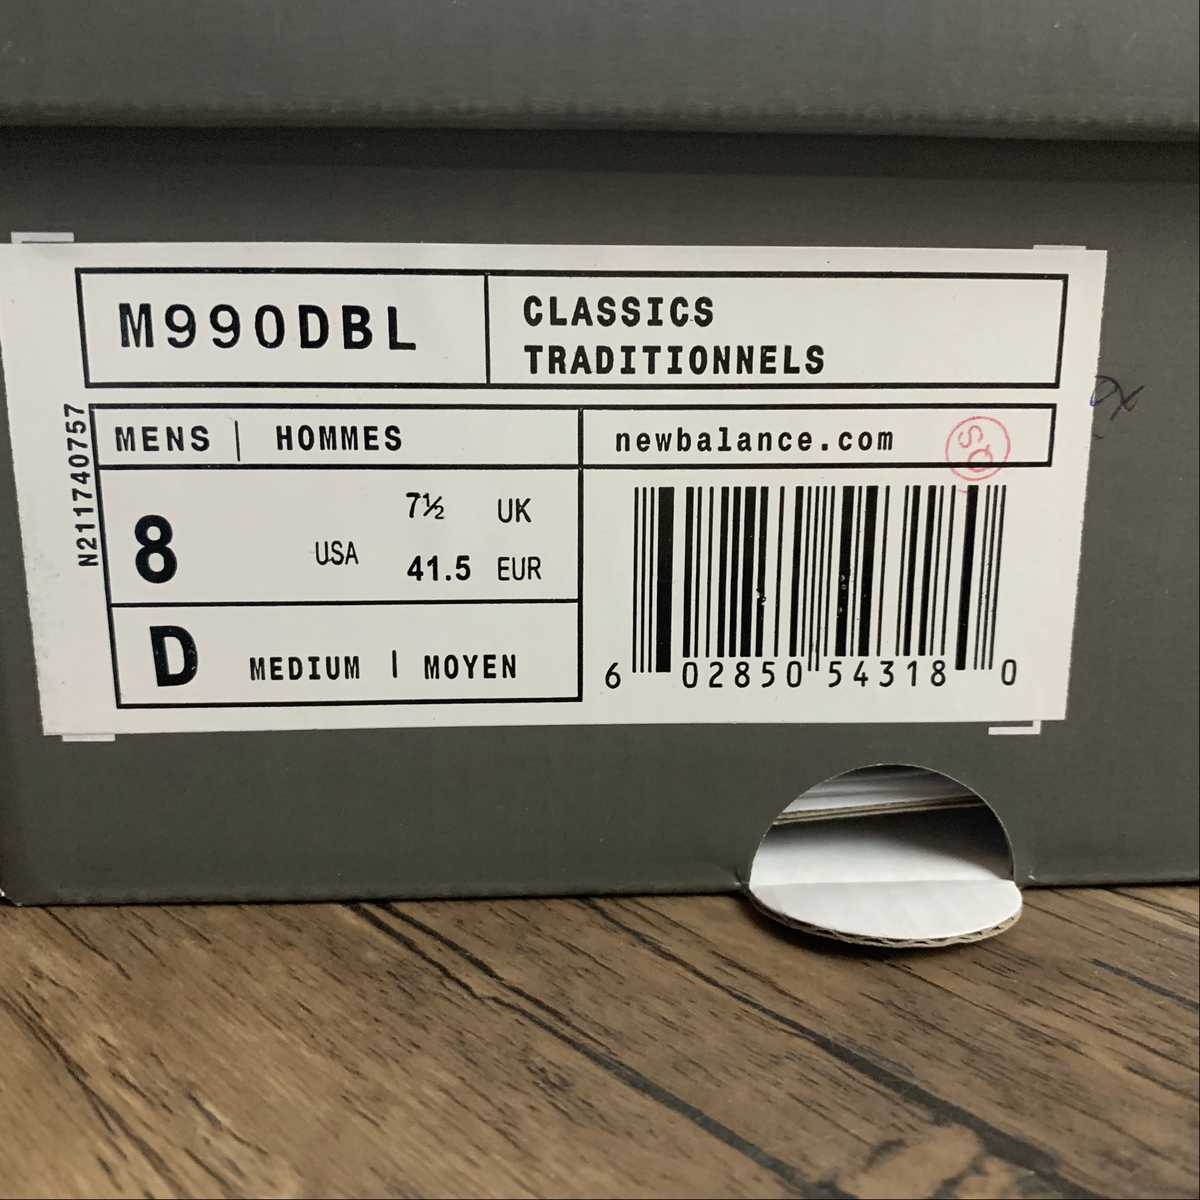 M990DBL
CLASSICS
TRADITIONNELS
N211740757
MENS | HOMMES
newbalance.com
SQ
8 USA 7½ UK
41.5 EUR
D MEDIUM | MOYEN
6 02850 54318 0